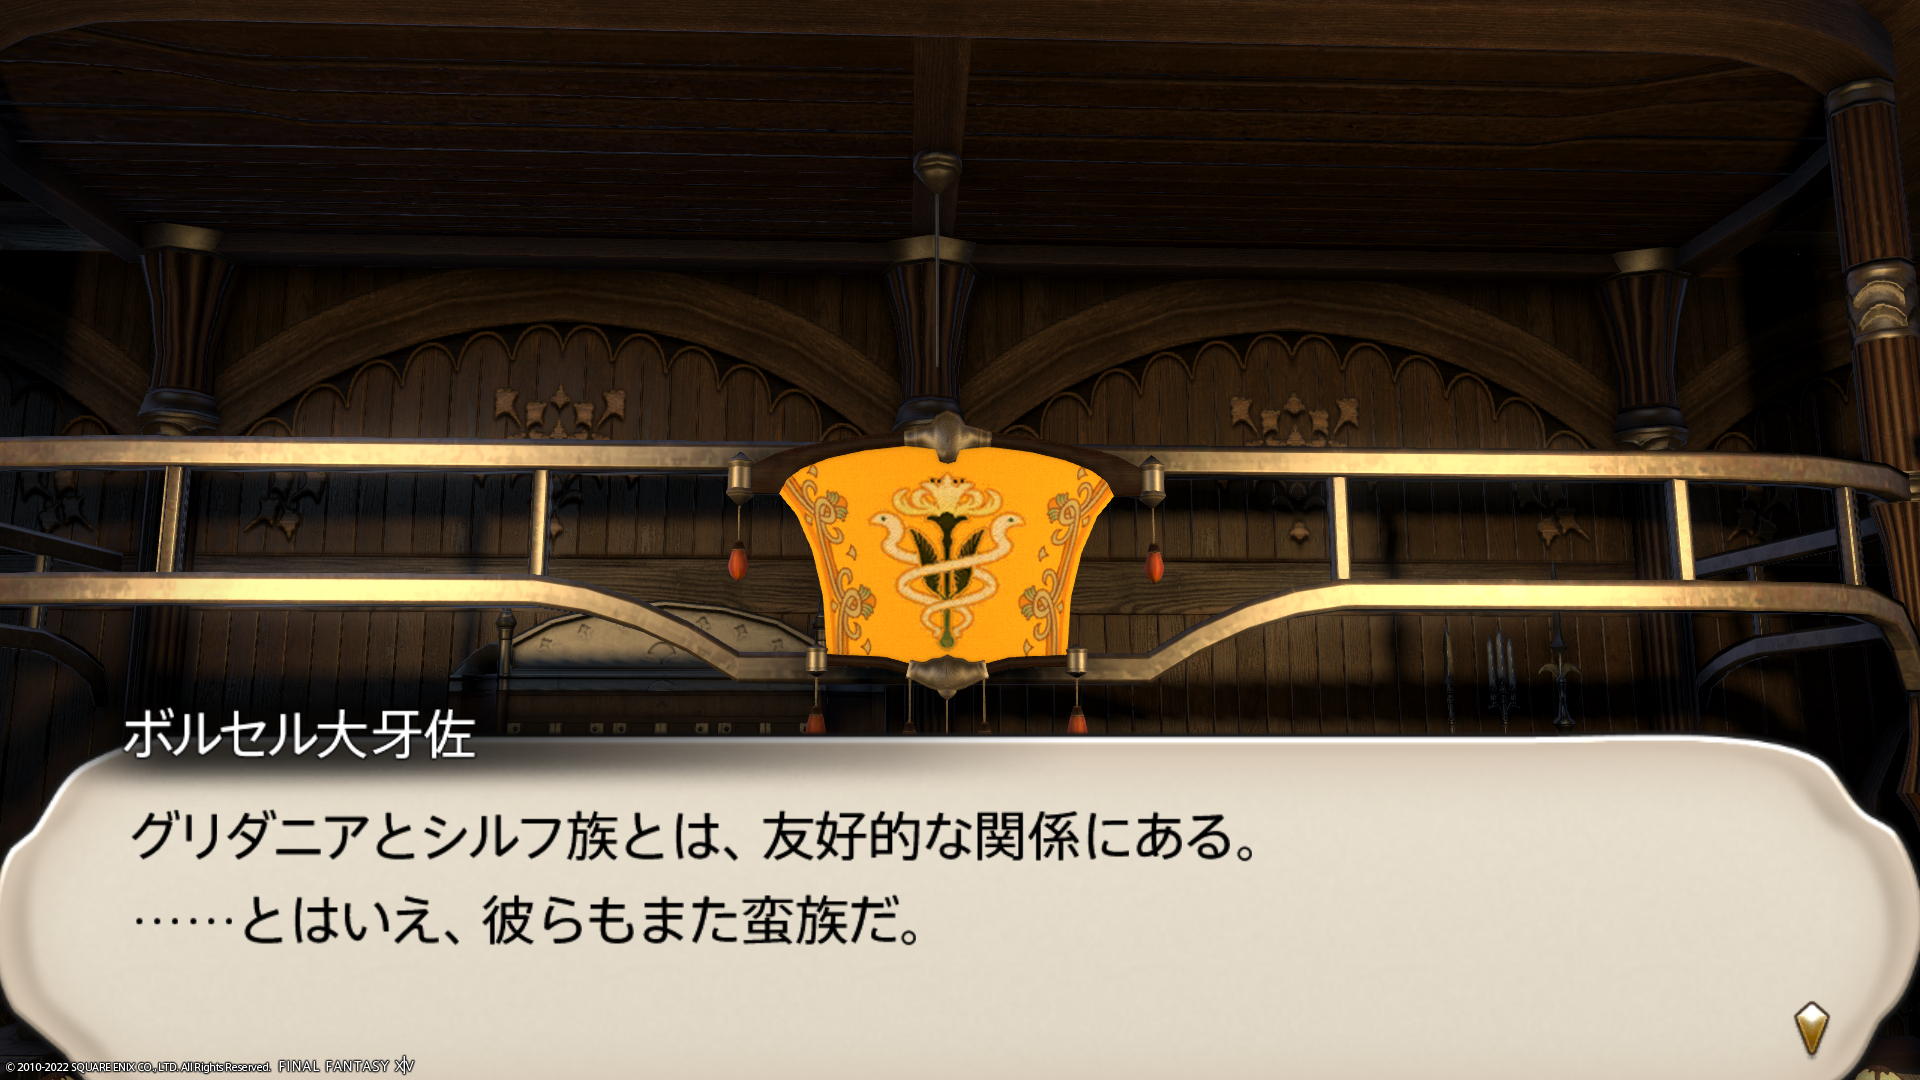 ボルセル大牙佐
グリダニアとシルフ族とは、友好的な関係にある。
……とはいえ、彼らもまた蛮族だ。
© 2010-2022 SQUARE ENIX CO., LTD. All Rights Reserved. FINAL FANTASY XIV